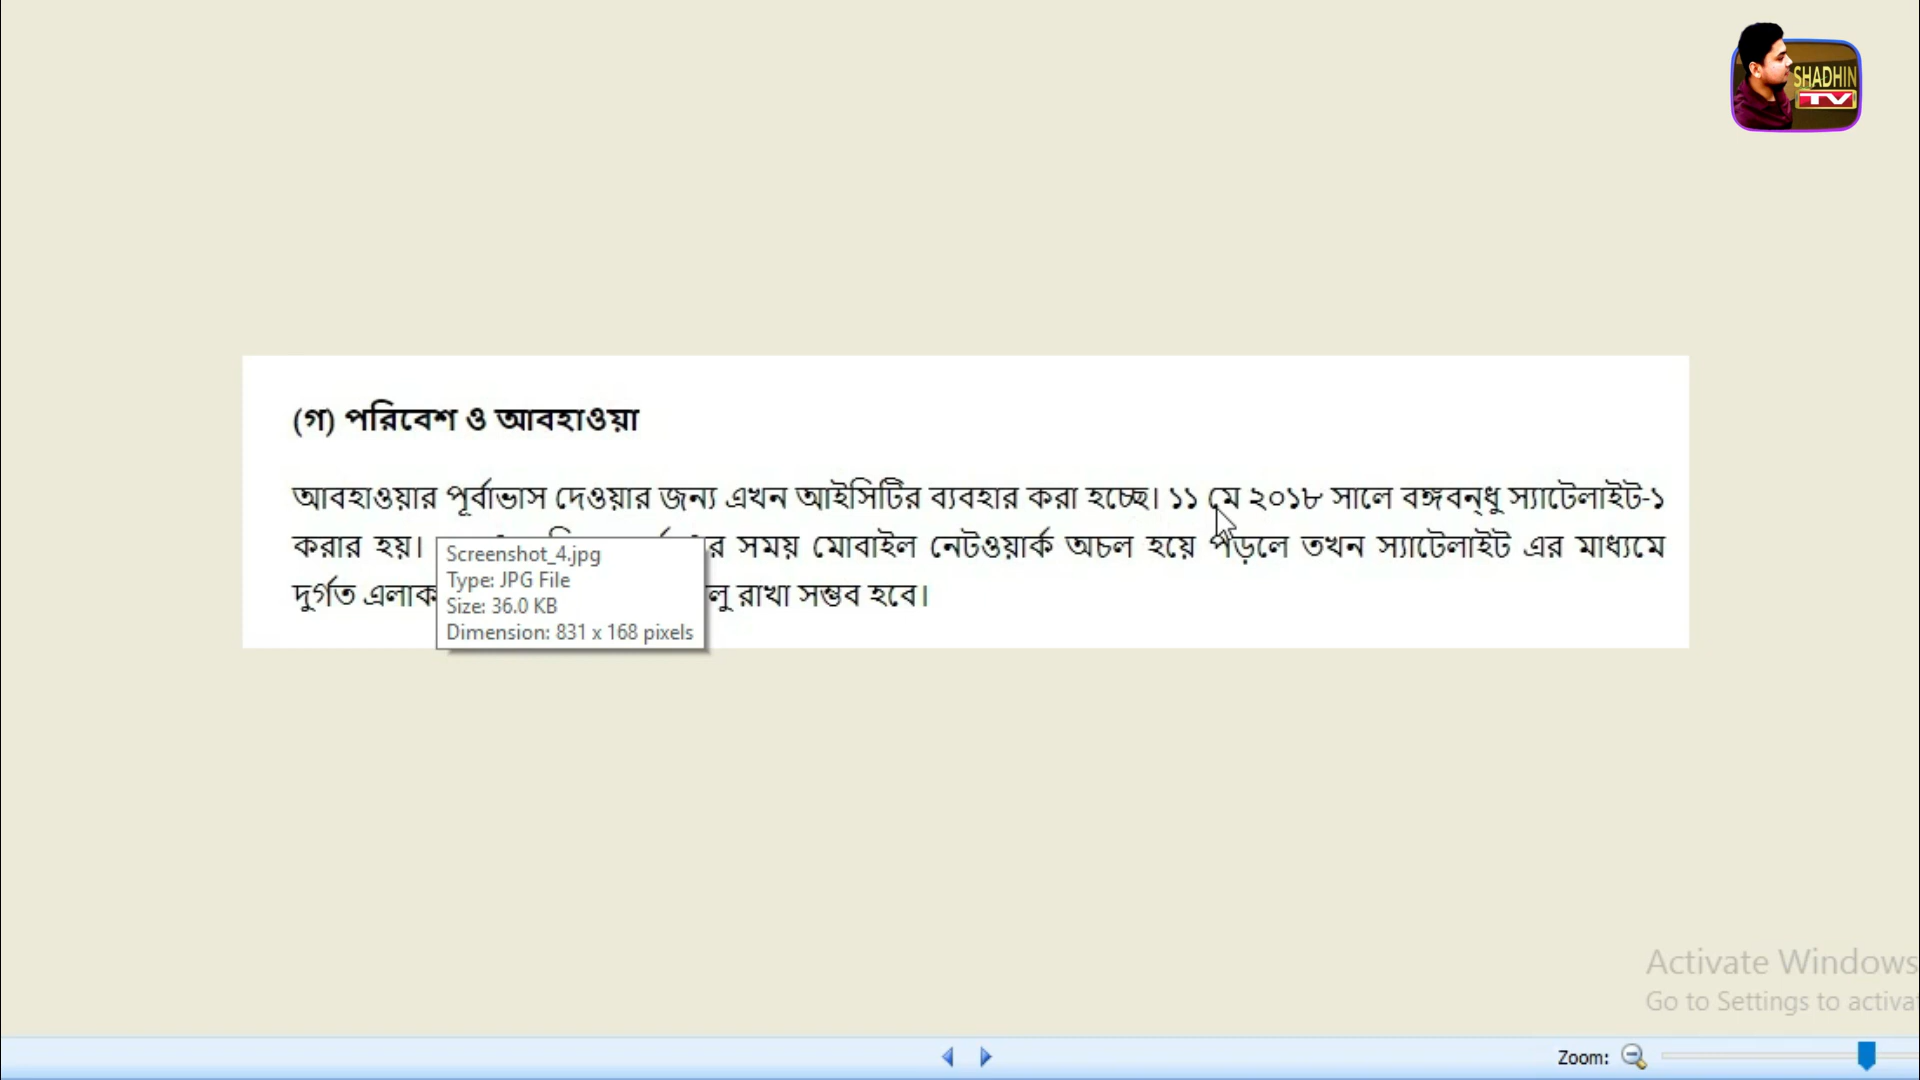 SHADHIN
TV
(গ) পরিবেশ ও আবহাওয়া
আবহাওয়ার পূর্বাভাস দেওয়ার জন্য এখন আইসিটির ব্যবহার করা হচ্ছে। ১১ মে ২০১৮ সালে বঙ্গবন্ধু স্যাটেলাইট-১
করার হয়। র সময় মোবাইল নেটওয়ার্ক অচল হয়ে পড়লে তখন স্যাটেলাইট এর মাধ্যমে
দুর্গত এলাক লু রাখা সম্ভব হবে।
Screenshot_4.jpg
Type: JPG File
Size: 36.0 KB
Dimension: 831 x 168 pixels
Activate Windows
Go to Settings to activa
Zoom: